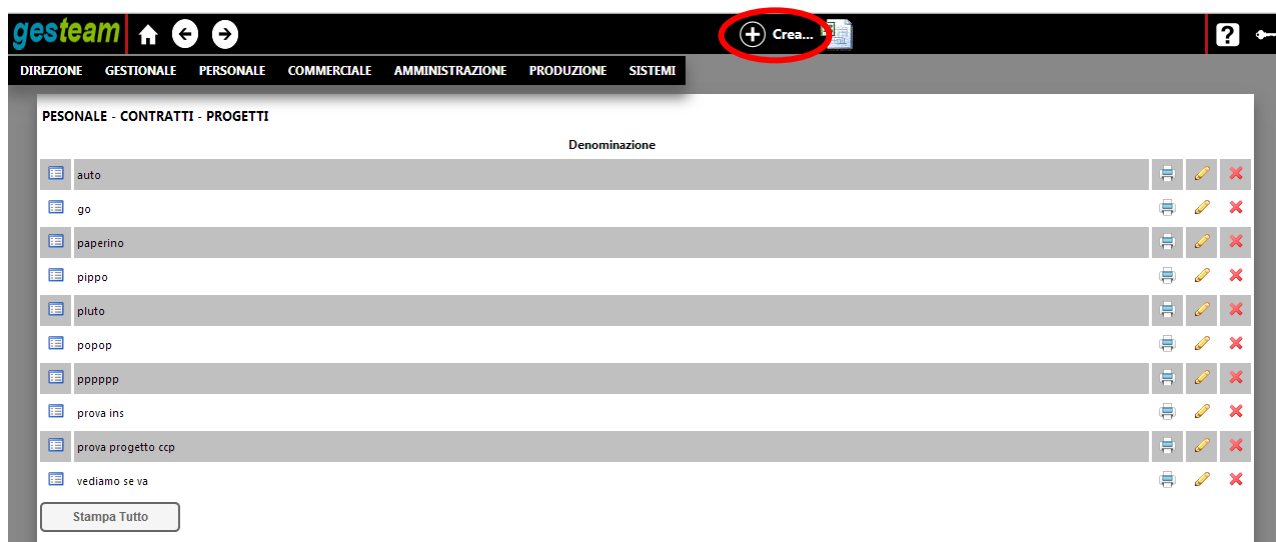 gesteam
Crea...
?
DIREZIONE GESTIONALE PERSONALE COMMERCIALE AMMINISTRAZIONE PRODUZIONE SISTEMI
PESONALE - CONTRATTI - PROGETTI
Denominazione
auto
go
paperino
pippo
pluto
popop
pppppp
prova ins
prova progetto ccp
vediamo se va
Stampa Tutto